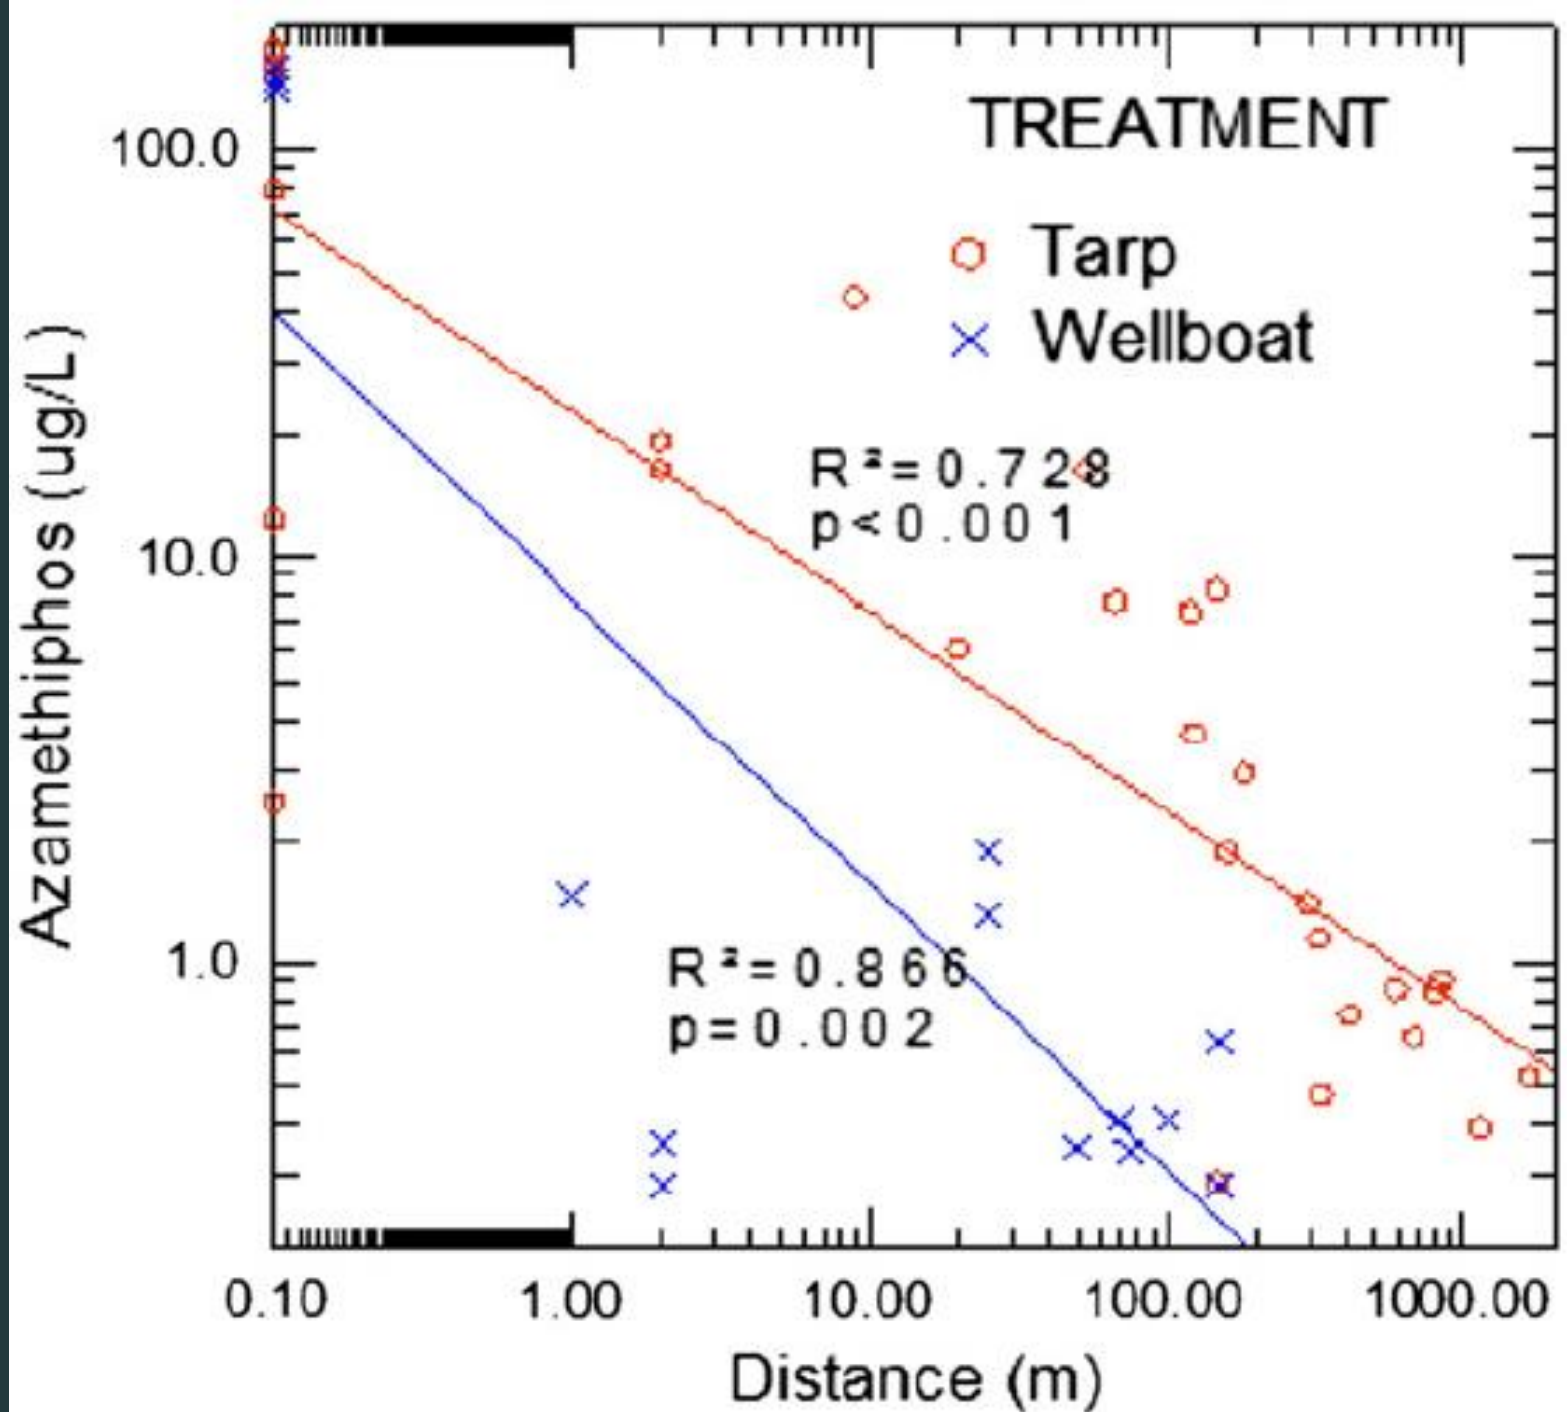 TREATMENT
Tarp
Wellboat
R²=0.728
p<0.001
R²=0.866
p=0.002
Azamethiphos (ug/L)
100.0
10.0
1.0
0.10 1.00 10.00 100.00 1000.00
Distance (m)